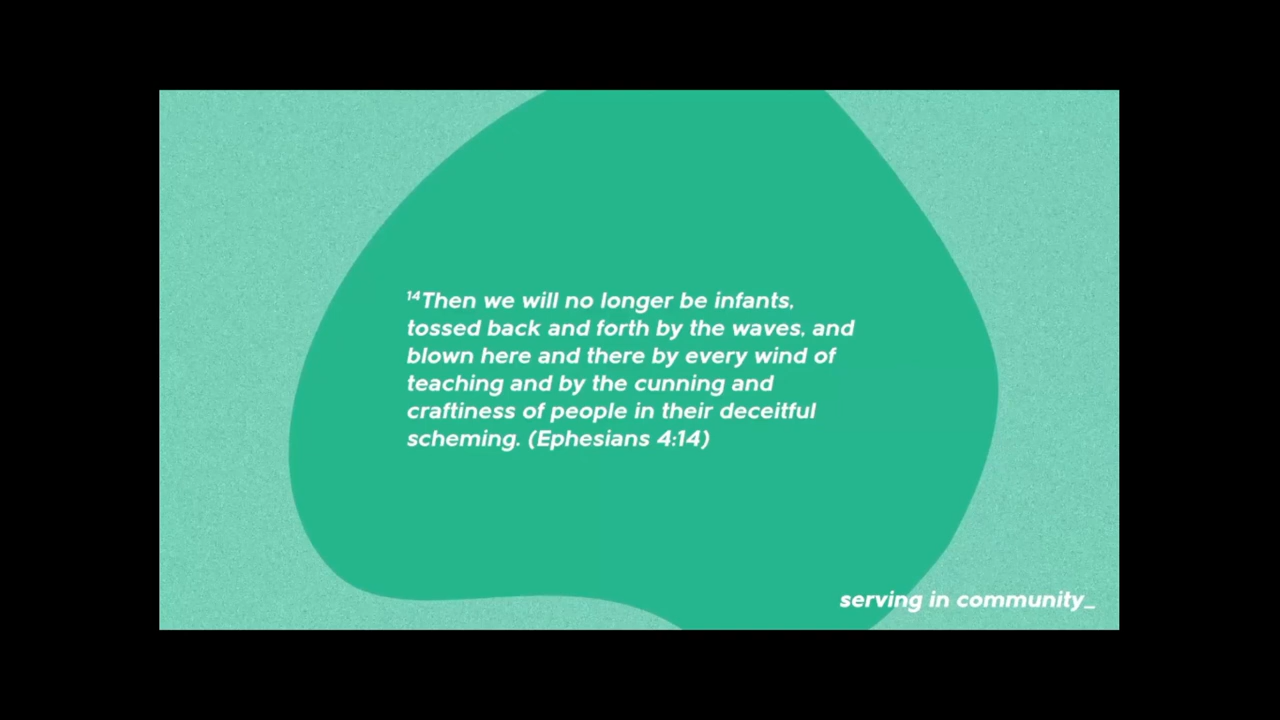 ¹⁴Then we will no longer be infants,
tossed back and forth by the waves, and
blown here and there by every wind of
teaching and by the cunning and
craftiness of people in their deceitful
scheming. (Ephesians 4:14)
serving in community_